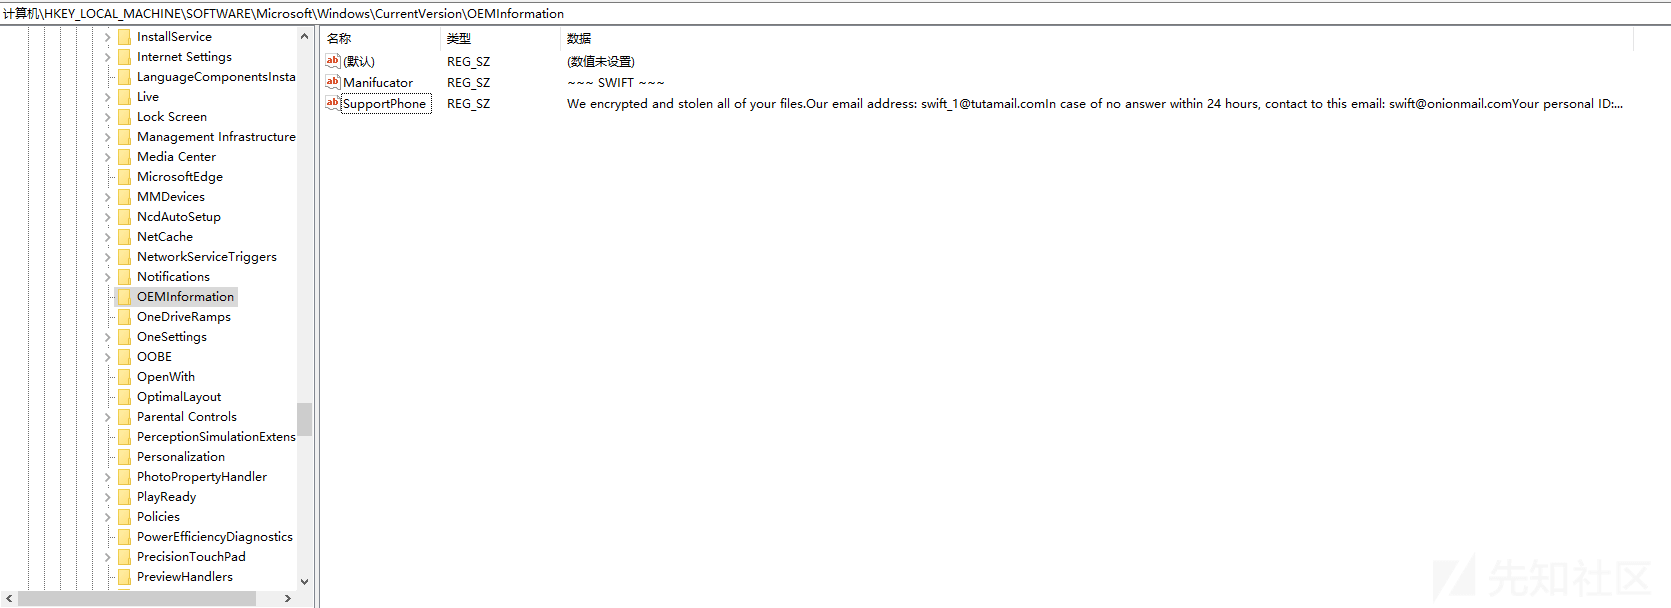 计算机\HKEY_LOCAL_MACHINE\SOFTWARE\Microsoft\Windows\CurrentVersion\OEMInformation
InstallService
Internet Settings
LanguageComponentsInsta
Live
Lock Screen
Management Infrastructure
Media Center
MicrosoftEdge
MMDevices
NcdAutoSetup
NetCache
NetworkServiceTriggers
Notifications
OEMInformation
OneDriveRamps
OneSettings
OOBE
OpenWith
OptimalLayout
Parental Controls
PerceptionSimulationExtens
Personalization
PhotoPropertyHandler
PlayReady
Policies
PowerEfficiencyDiagnostics
PrecisionTouchPad
PreviewHandlers
名称 类型 数据
ab (默认) REG_SZ (数值未设置)
ab Manifucator REG_SZ ~~~ SWIFT ~~~
ab SupportPhone REG_SZ We encrypted and stolen all of your files.Our email address: swift_1@tutamail.comIn case of no answer within 24 hours, contact to this email: swift@onionmail.comYour personal ID:...
先知社区